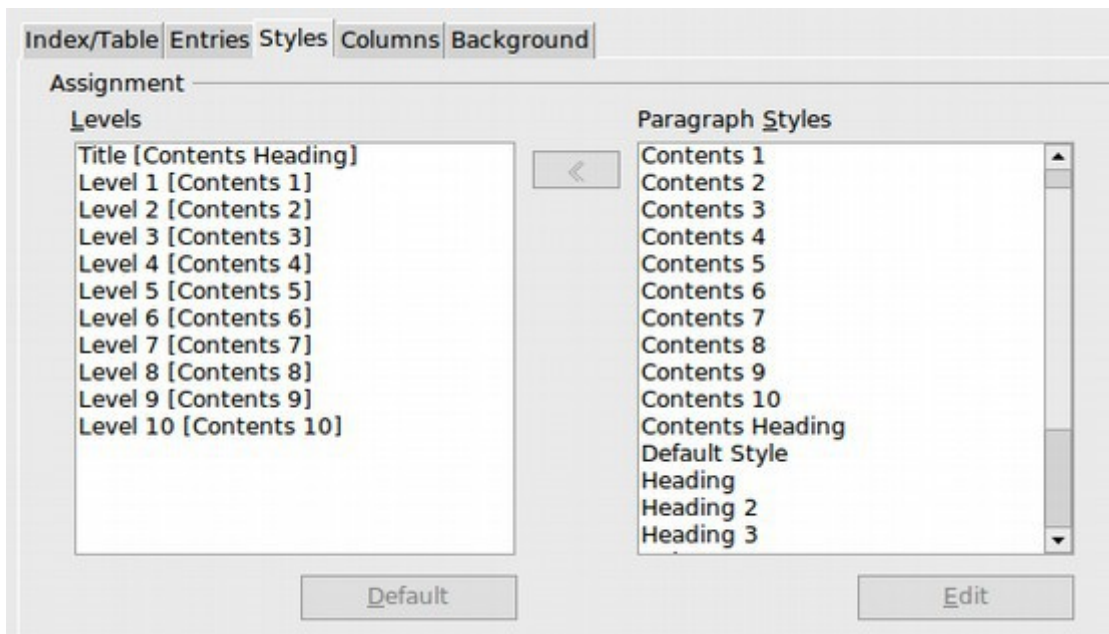 Index/Table Entries Styles Columns Background
Assignment
Levels
Title [Contents Heading]
Level 1 [Contents 1]
Level 2 [Contents 2]
Level 3 [Contents 3]
Level 4 [Contents 4]
Level 5 [Contents 5]
Level 6 [Contents 6]
Level 7 [Contents 7]
Level 8 [Contents 8]
Level 9 [Contents 9]
Level 10 [Contents 10]
Default
Paragraph Styles
Contents 1
Contents 2
Contents 3
Contents 4
Contents 5
Contents 6
Contents 7
Contents 8
Contents 9
Contents 10
Contents Heading
Default Style
Heading
Heading 2
Heading 3
Edit